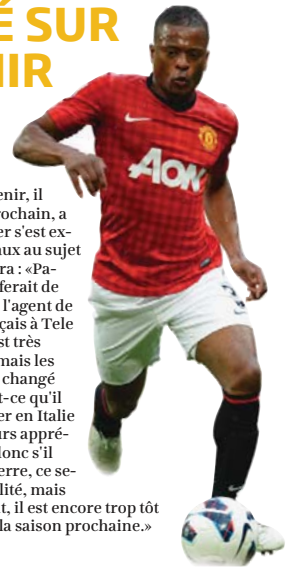 É SUR
NIR
enir, il
rochain, a
er s'est ex-
aux au sujet
ra : «Pa-
ferait de
l'agent de
çais à Tele
st très
mais les
changé
t-ce qu'il
er en Italie
urs appré-
donc s'il
erre, ce se-
lité, mais
t, il est encore trop tôt
la saison prochaine.»
AON